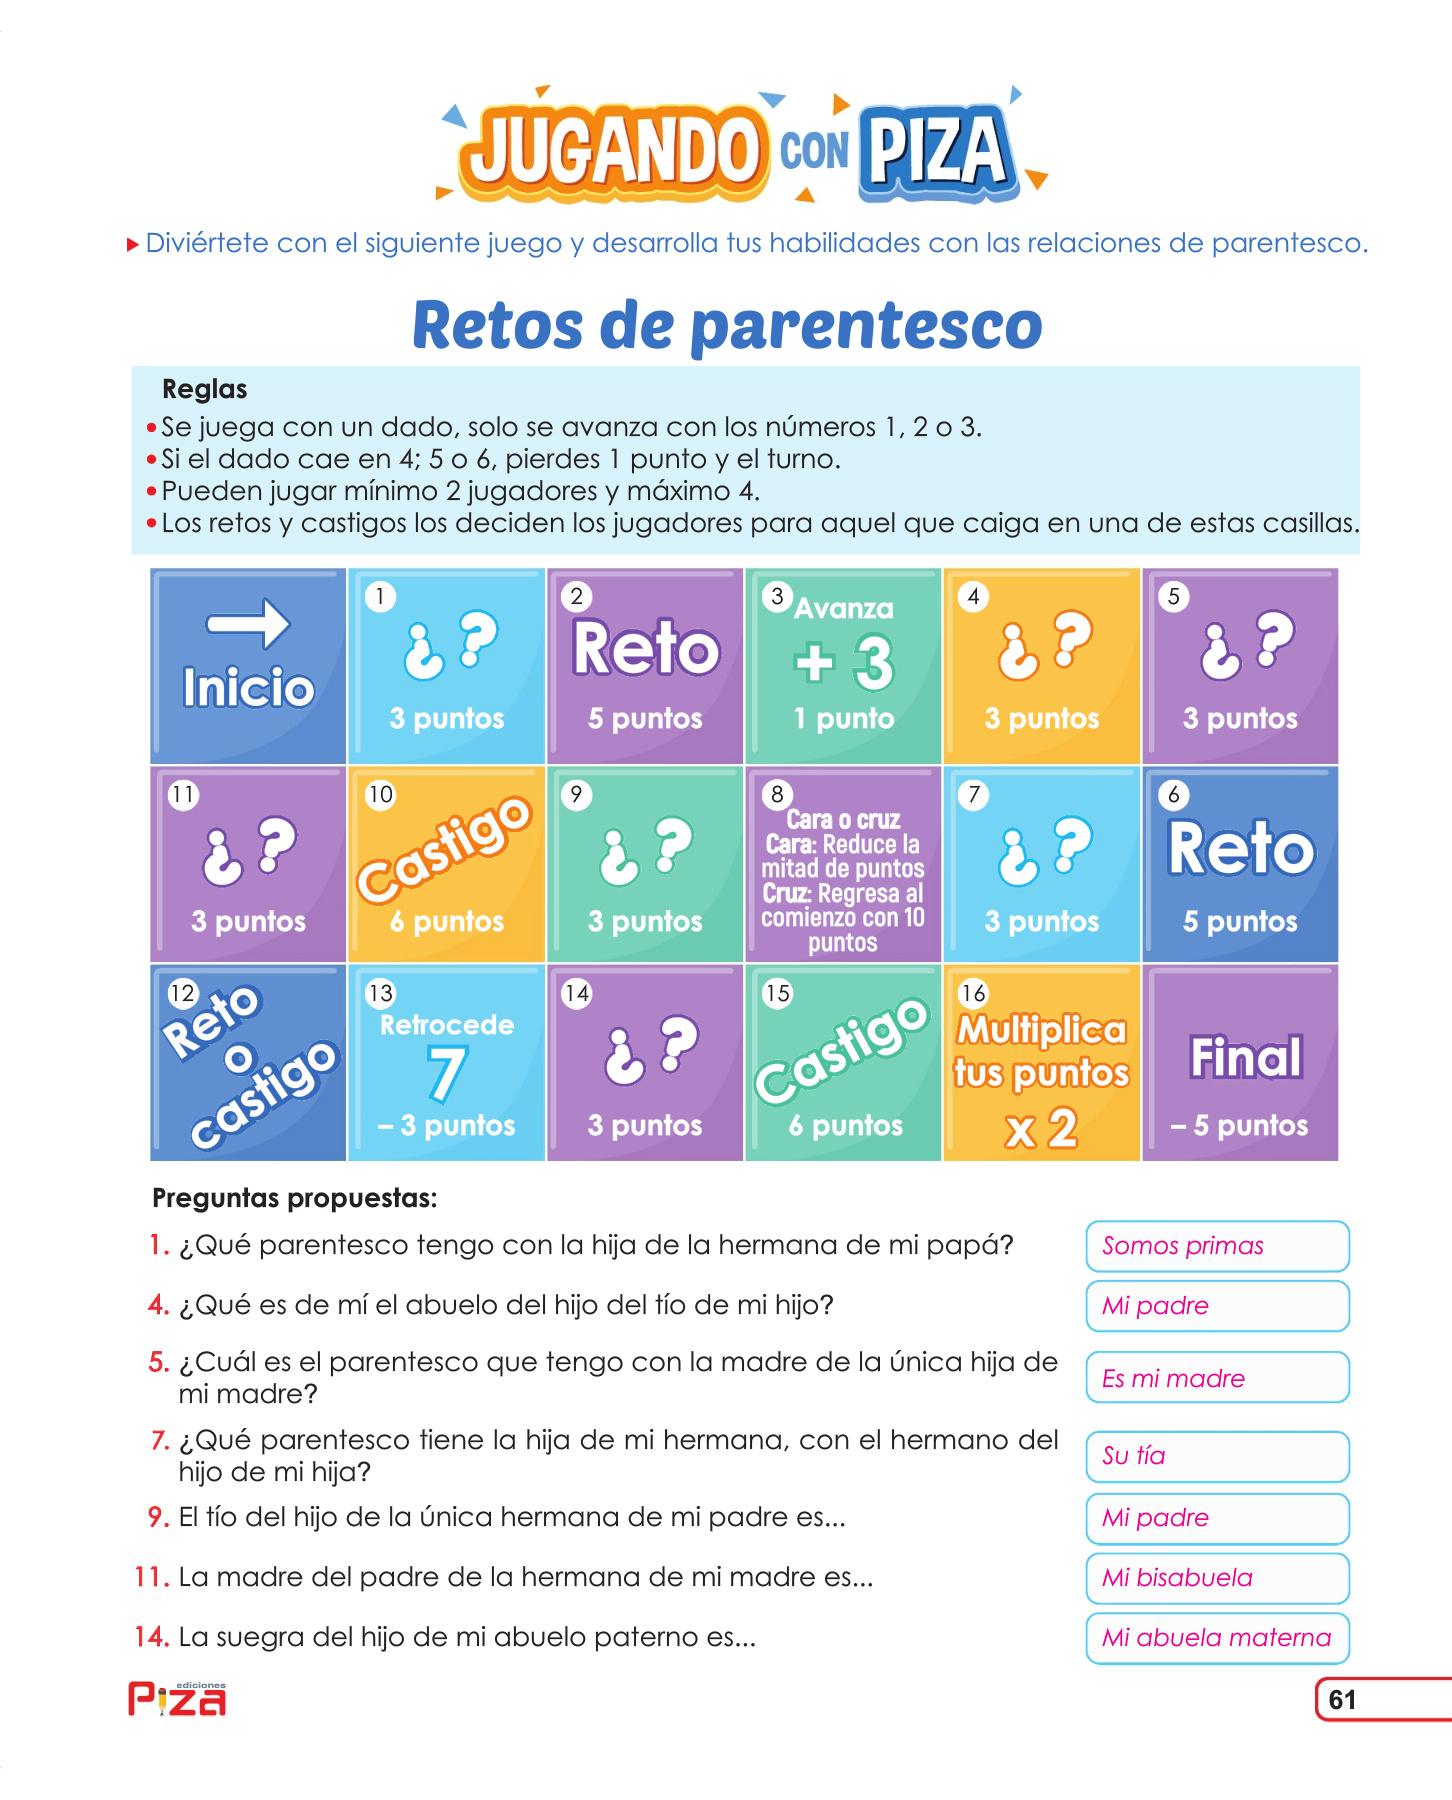 JUGANDO CON PIZA
Diviértete con el siguiente juego y desarrolla tus habilidades con las relaciones de parentesco.
Retos de parentesco
Reglas
•Se juega con un dado, solo se avanza con los números 1, 2 o 3.
•Si el dado cae en 4; 5 o 6, pierdes 1 punto y el turno.
•Pueden jugar mínimo 2 jugadores y máximo 4.
•Los retos y castigos los deciden los jugadores para aquel que caiga en una de estas casillas.
Inicio
1
¿?
3 puntos
2
Reto
5 puntos
3
Avanza
+ 3
1 punto
4
¿?
3 puntos
5
¿?
3 puntos
11
¿?
3 puntos
10
Castigo
6 puntos
9
¿?
3 puntos
8
Cara o cruz
Cara: Reduce la
mitad de puntos
Cruz: Regresa al
comienzo con 10
puntos
7
¿?
3 puntos
6
Reto
5 puntos
12
Reto
o
castigo
13
Retrocede
7
– 3 puntos
14
¿?
3 puntos
15
Castigo
6 puntos
16
Multiplica
tus puntos
x 2
Final
– 5 puntos
Preguntas propuestas:
1. ¿Qué parentesco tengo con la hija de la hermana de mi papá?
Somos primas
4. ¿Qué es de mí el abuelo del hijo del tío de mi hijo?
Mi padre
5. ¿Cuál es el parentesco que tengo con la madre de la única hija de
mi madre?
Es mi madre
7. ¿Qué parentesco tiene la hija de mi hermana, con el hermano del
hijo de mi hija?
Su tía
9. El tío del hijo de la única hermana de mi padre es...
Mi padre
11. La madre del padre de la hermana de mi madre es...
Mi bisabuela
14. La suegra del hijo de mi abuelo paterno es...
Mi abuela materna
ediciones
Piza
61